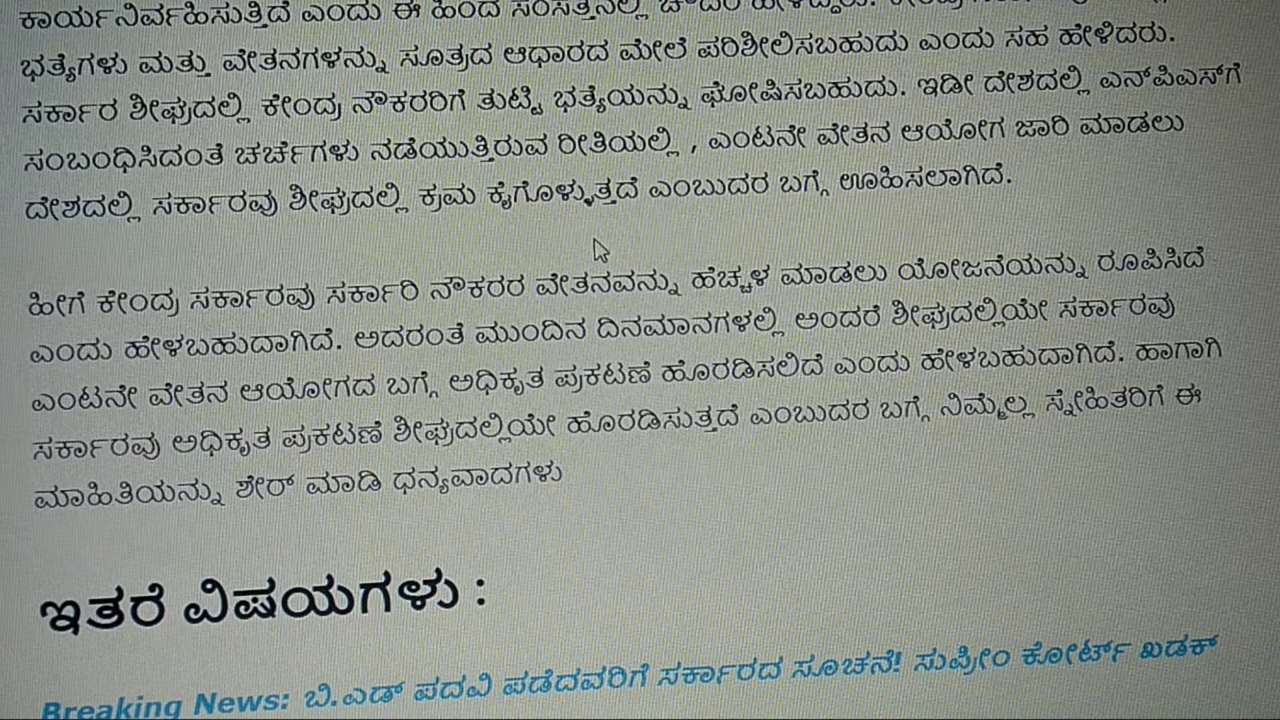 ಕಾರ್ಯನಿರ್ವಹಿಸುತ್ತಿದೆ ಎಂದು ಈ ಹಿಂದೆ ಸಂಸತ್ತಿನಲ್ಲಿ
ಭತ್ಯೆಗಳು ಮತ್ತು ವೇತನಗಳನ್ನು ಸೂತ್ರದ ಆಧಾರದ ಮೇಲೆ ಪರಿಶೀಲಿಸಬಹುದು ಎಂದು ಸಹ ಹೇಳಿದರು.
ಸರ್ಕಾರ ಶೀಘ್ರದಲ್ಲಿ ಕೇಂದ್ರ ನೌಕರರಿಗೆ ತುಟ್ಟಿ ಭತ್ಯೆಯನ್ನು ಘೋಷಿಸಬಹುದು. ಇಡೀ ದೇಶದಲ್ಲಿ ಎನ್‌ಪಿಎಸ್‌ಗೆ
ಸಂಬಂಧಿಸಿದಂತೆ ಚರ್ಚೆಗಳು ನಡೆಯುತ್ತಿರುವ ರೀತಿಯಲ್ಲಿ , ಎಂಟನೇ ವೇತನ ಆಯೋಗ ಜಾರಿ ಮಾಡಲು
ದೇಶದಲ್ಲಿ ಸರ್ಕಾರವು ಶೀಘ್ರದಲ್ಲಿ ಕ್ರಮ ಕೈಗೊಳ್ಳುತ್ತದೆ ಎಂಬುದರ ಬಗ್ಗೆ ಊಹಿಸಲಾಗಿದೆ.
ಹೀಗೆ ಕೇಂದ್ರ ಸರ್ಕಾರವು ಸರ್ಕಾರಿ ನೌಕರರ ವೇತನವನ್ನು ಹೆಚ್ಚಳ ಮಾಡಲು ಯೋಜನೆಯನ್ನು ರೂಪಿಸಿದೆ
ಎಂದು ಹೇಳಬಹುದಾಗಿದೆ. ಅದರಂತೆ ಮುಂದಿನ ದಿನಮಾನಗಳಲ್ಲಿ ಅಂದರೆ ಶೀಘ್ರದಲ್ಲಿಯೇ ಸರ್ಕಾರವು
ಎಂಟನೇ ವೇತನ ಆಯೋಗದ ಬಗ್ಗೆ ಅಧಿಕೃತ ಪ್ರಕಟಣೆ ಹೊರಡಿಸಲಿದೆ ಎಂದು ಹೇಳಬಹುದಾಗಿದೆ. ಹಾಗಾಗಿ
ಸರ್ಕಾರವು ಅಧಿಕೃತ ಪ್ರಕಟಣೆ ಶೀಘ್ರದಲ್ಲಿಯೇ ಹೊರಡಿಸುತ್ತದೆ ಎಂಬುದರ ಬಗ್ಗೆ ನಿಮ್ಮೆಲ್ಲ ಸ್ನೇಹಿತರಿಗೆ ಈ
ಮಾಹಿತಿಯನ್ನು ಶೇರ್ ಮಾಡಿ ಧನ್ಯವಾದಗಳು
ಇತರೆ ವಿಷಯಗಳು :
Breaking News: ಬಿ.ಎಡ್ ಪದವಿ ಪಡೆದವರಿಗೆ ಸರ್ಕಾರದ ಸೂಚನೆ! ಸುಪ್ರೀಂ ಕೋರ್ಟ್ ಖಡಕ್